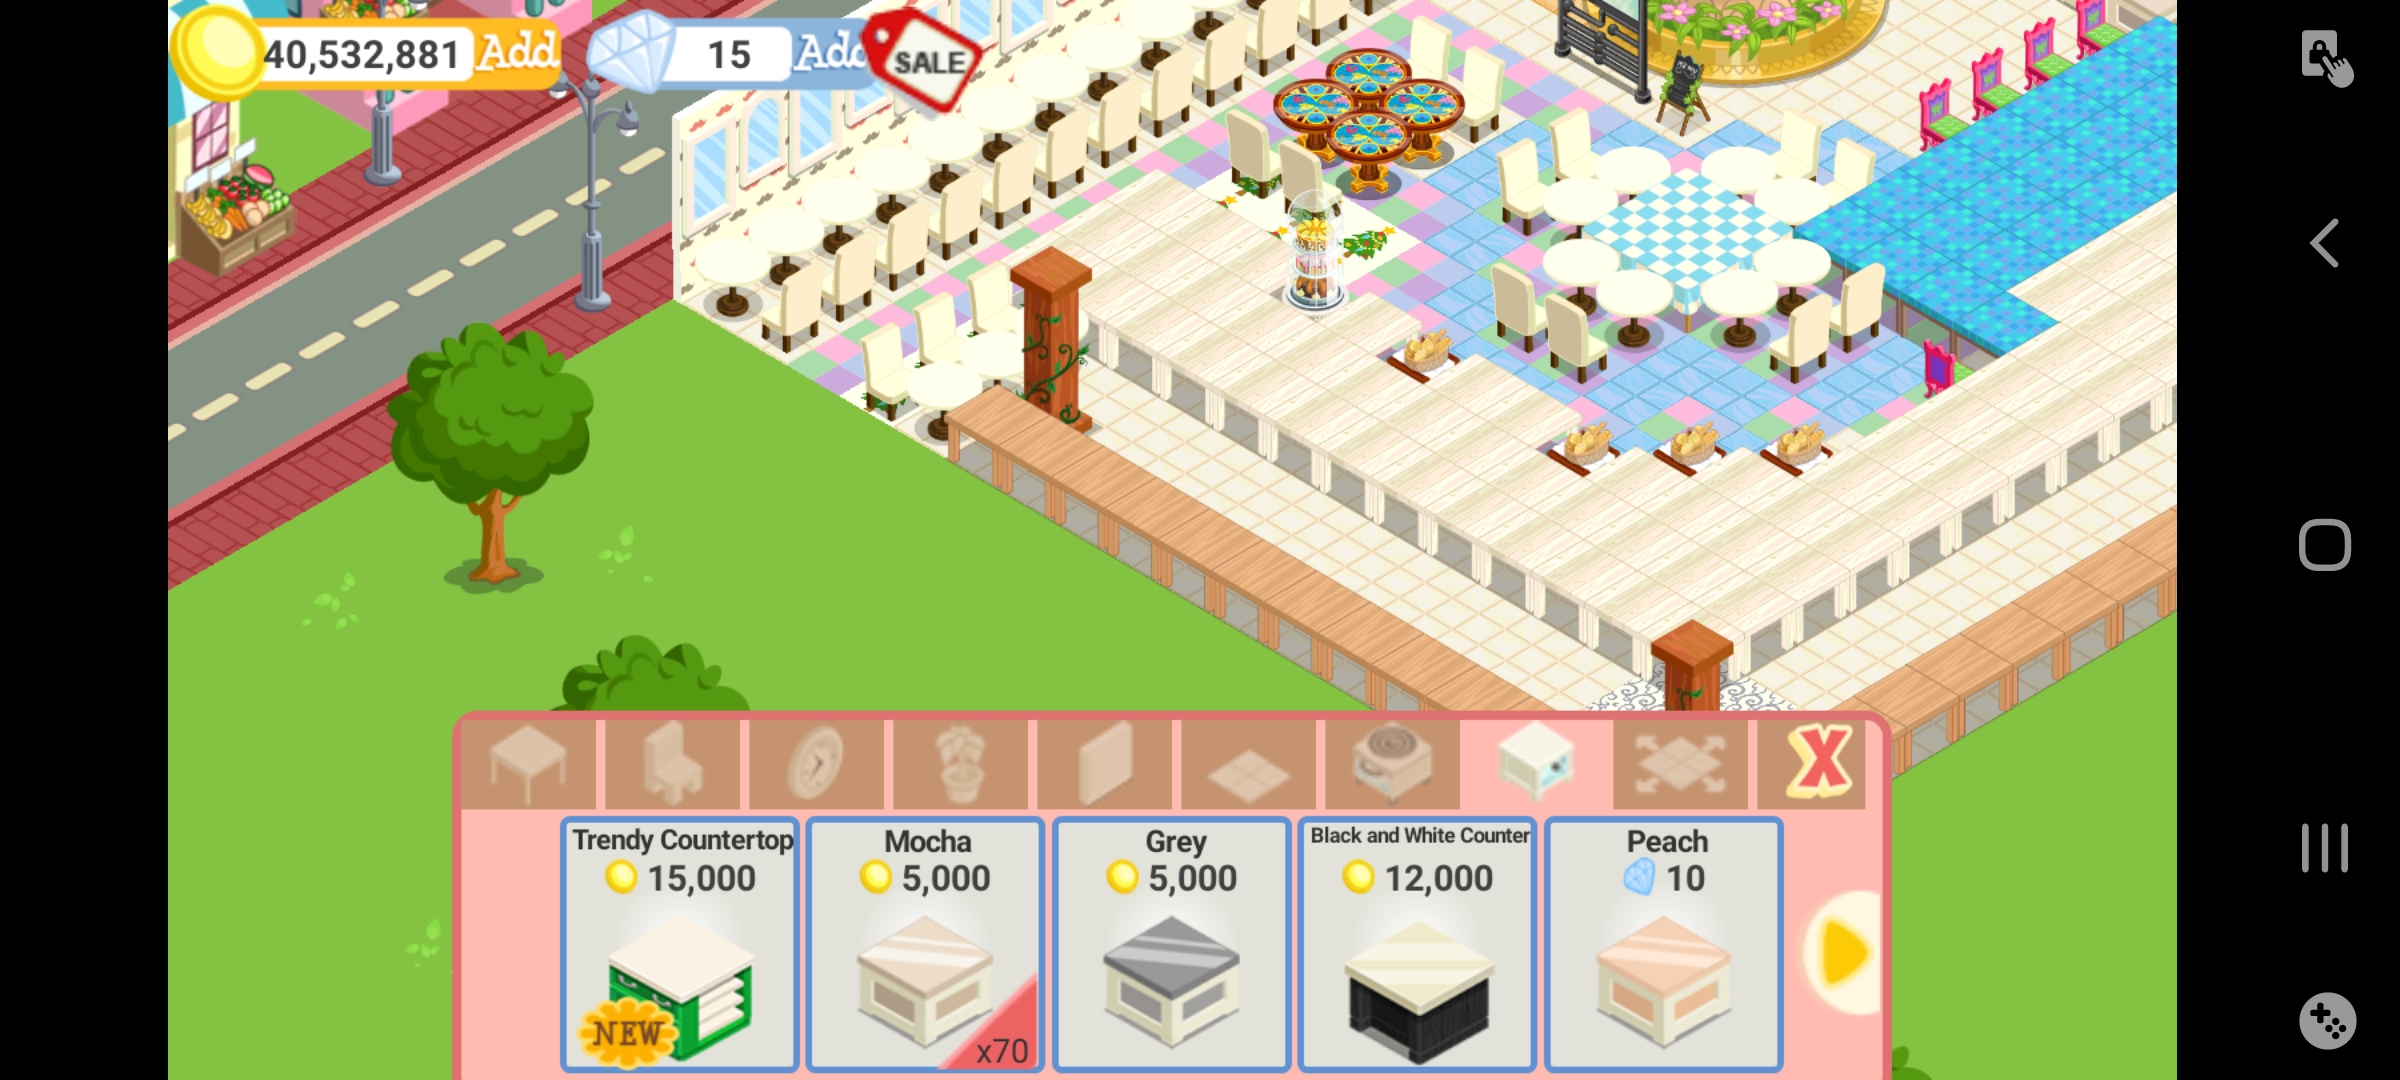 40,532,881 Add 15 Add SALE
MENU
Trendy Countertop
15,000
NEW
Mocha
5,000
x70
Grey
5,000
Black and White Counter
12,000
Peach
10